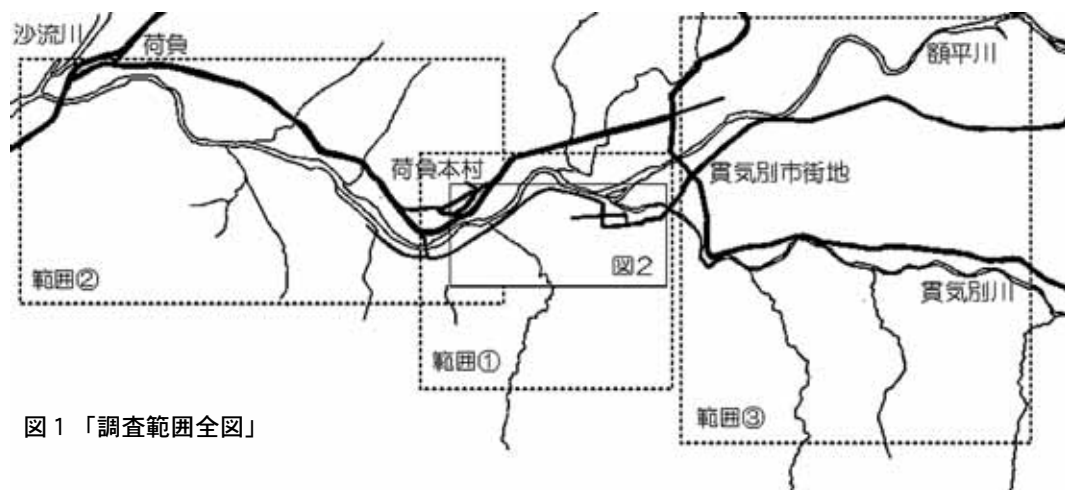 沙流川
荷負
額平川
荷負本村
貫気別市街地
図2
範囲②
貫気別川
範囲①
範囲③
図1「調査範囲全図」